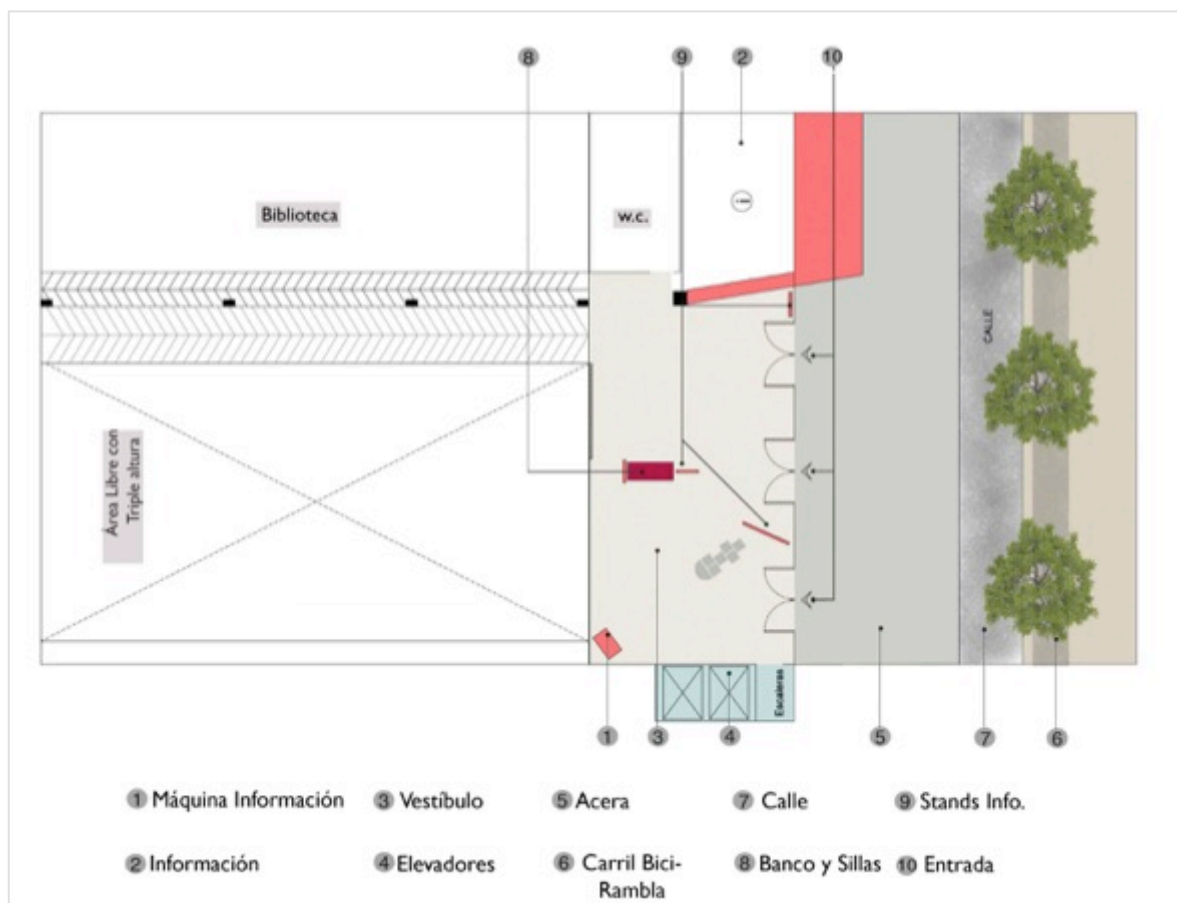 8 9 2 10
Biblioteca
w.c.
i
CALLE
Área Libre con
Triple altura
Escaleras
1 3 4 5 7 6
1 Máquina Información
3 Vestíbulo
5 Acera
7 Calle
9 Stands Info.
2 Información
4 Elevadores
6 Carril Bici-
Rambla
8 Banco y Sillas
10 Entrada